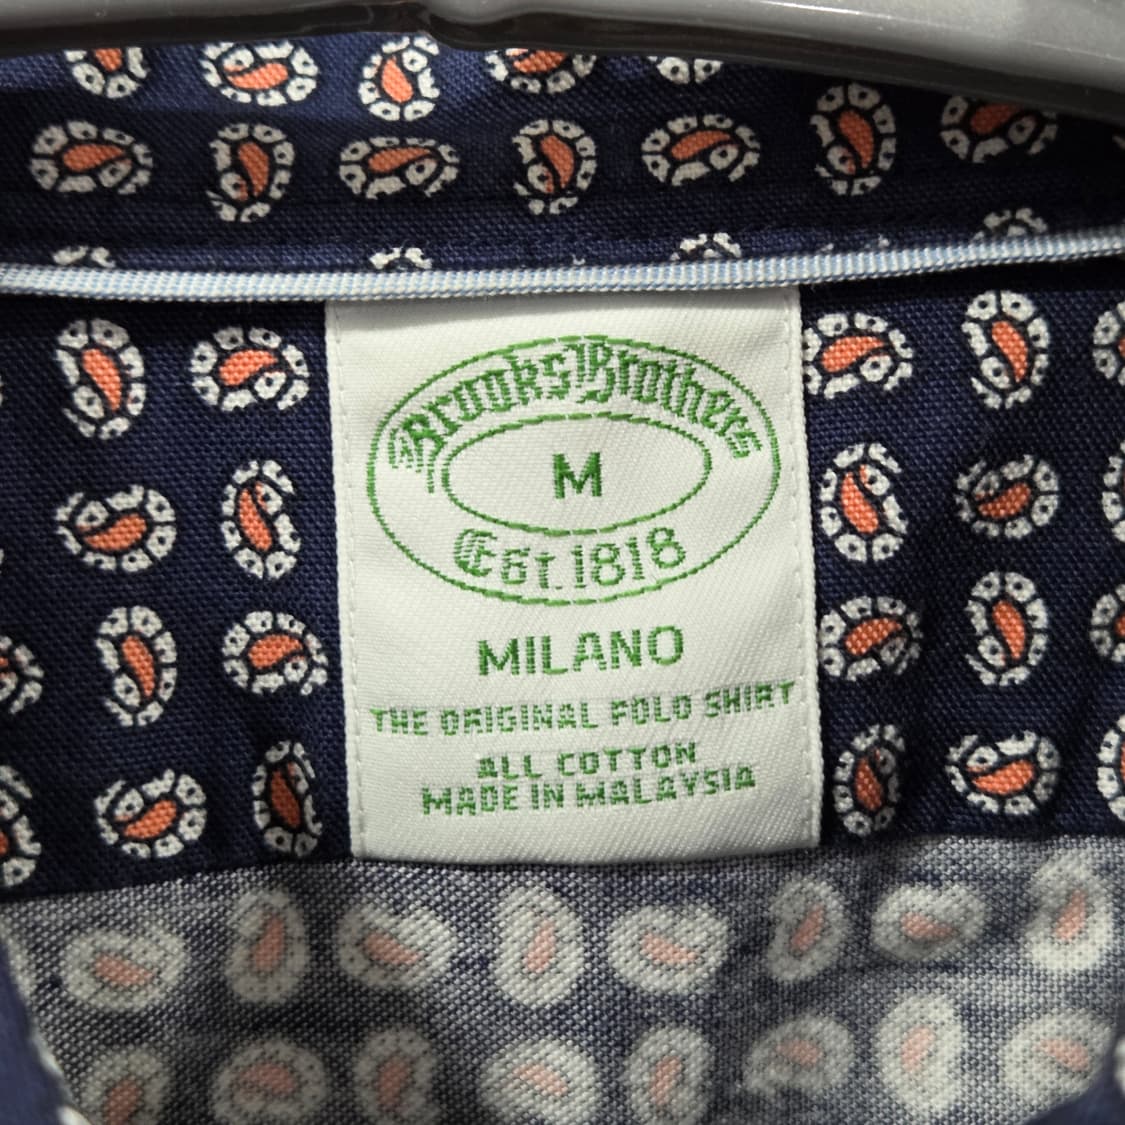 Brooks Brothers
M
Est. 1818
MILANO
THE ORIGINAL POLO SHIRT
ALL COTTON
MADE IN MALAYSIA